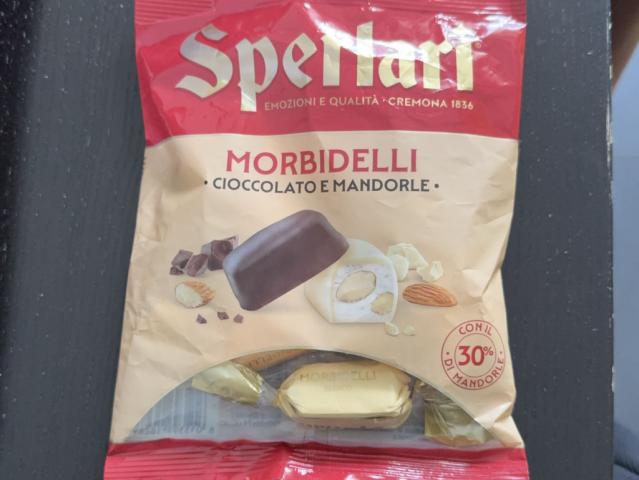 Sperlari
EMOZIONI E QUALITÀ · CREMONA 1836
MORBIDELLI
· CIOCCOLATO E MANDORLE ·
CON IL
30%
· DI MANDORLE ·
MORBIDELLI